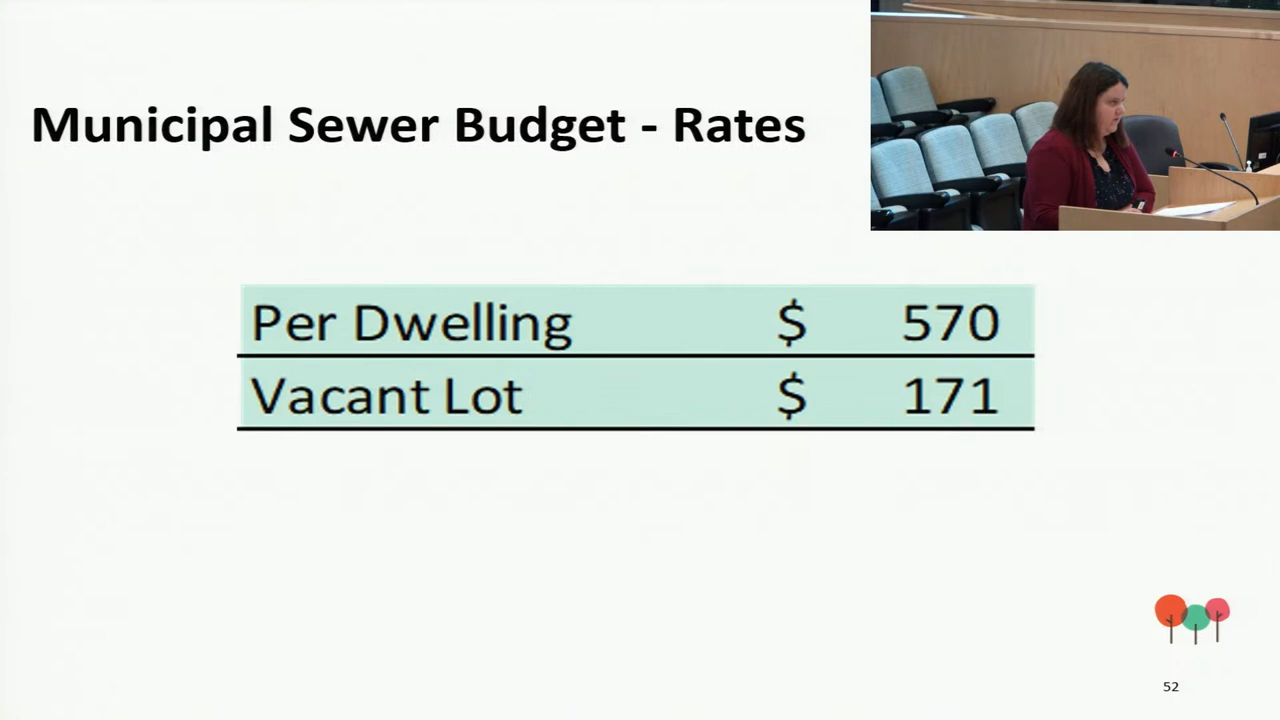 Municipal Sewer Budget - Rates
Per Dwelling $ 570
Vacant Lot $ 171
52